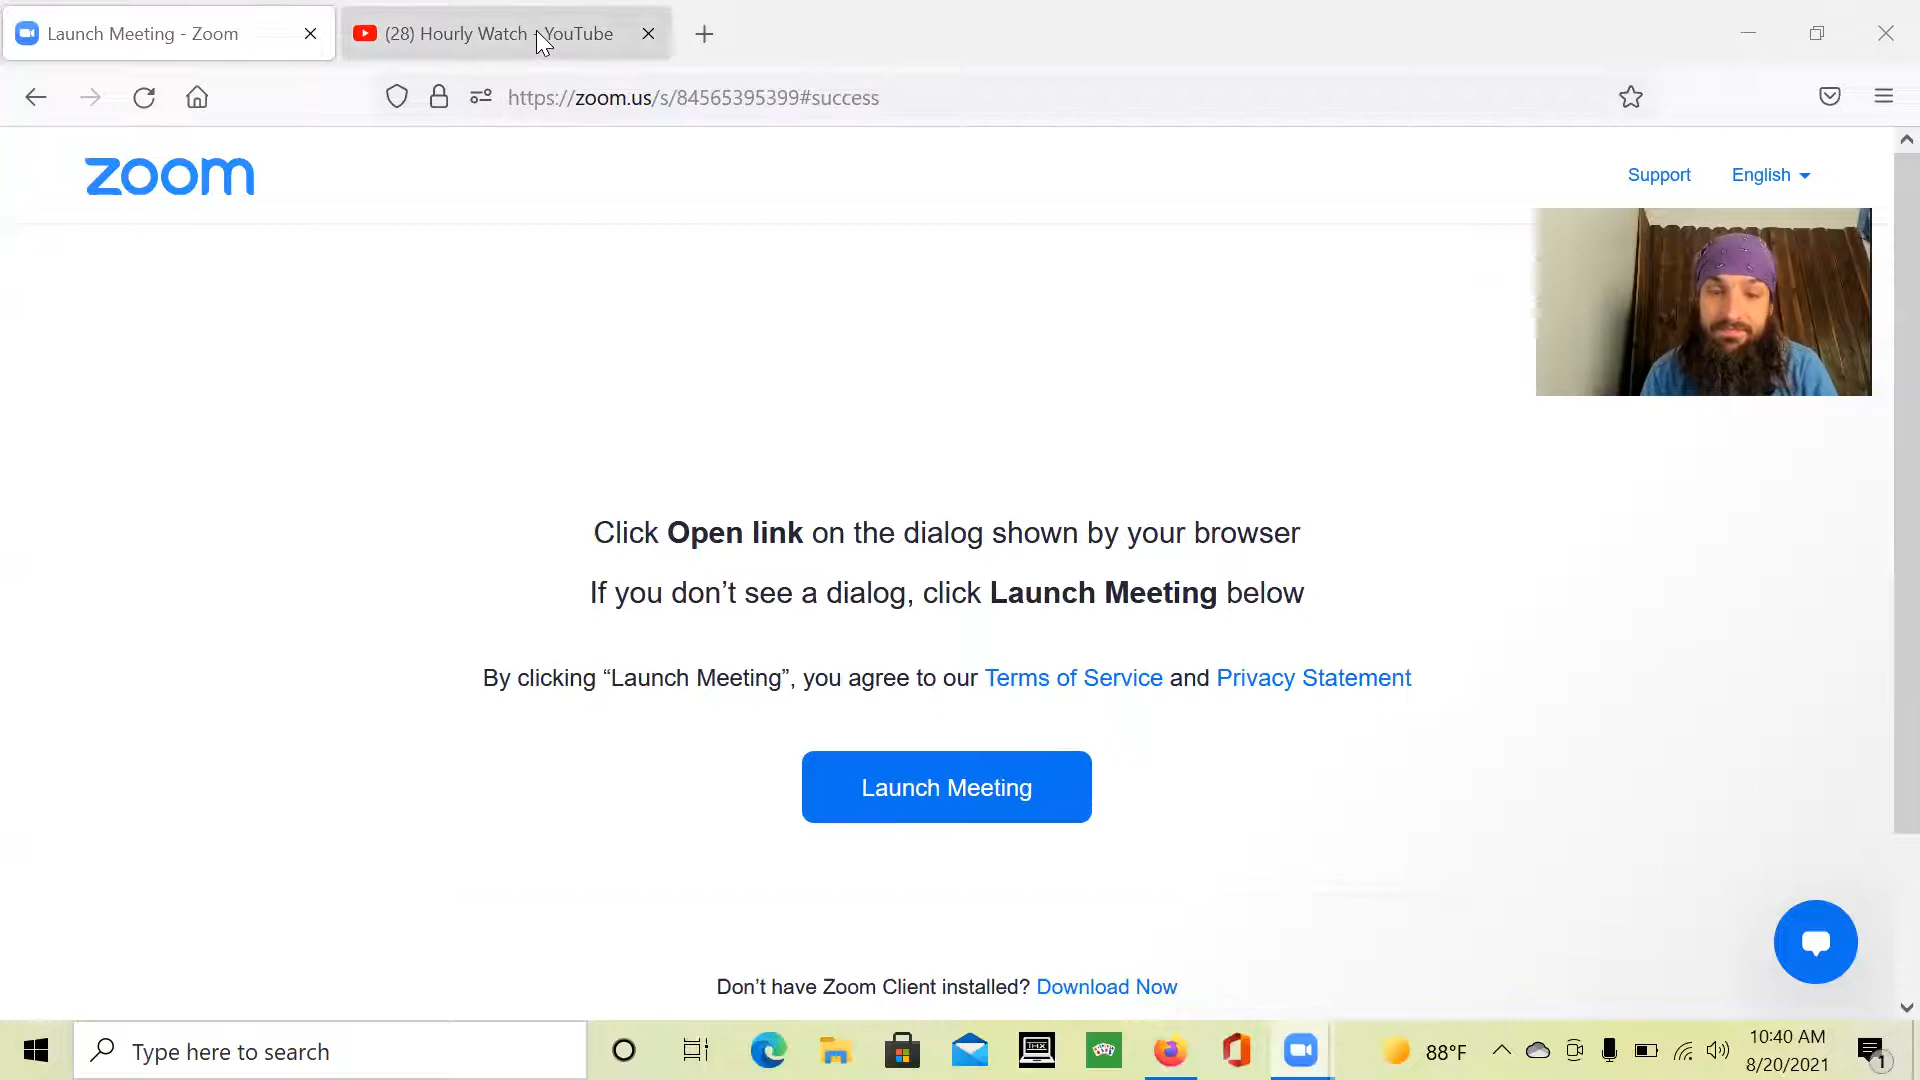 Launch Meeting - Zoom
(28) Hourly Watch - YouTube
https://zoom.us/s/84565395399#success
zoom
Support English
Click Open link on the dialog shown by your browser
If you don’t see a dialog, click Launch Meeting below
By clicking “Launch Meeting”, you agree to our Terms of Service and Privacy Statement
Launch Meeting
Don’t have Zoom Client installed? Download Now
Type here to search
THX
88°F
10:40 AM
8/20/2021
1